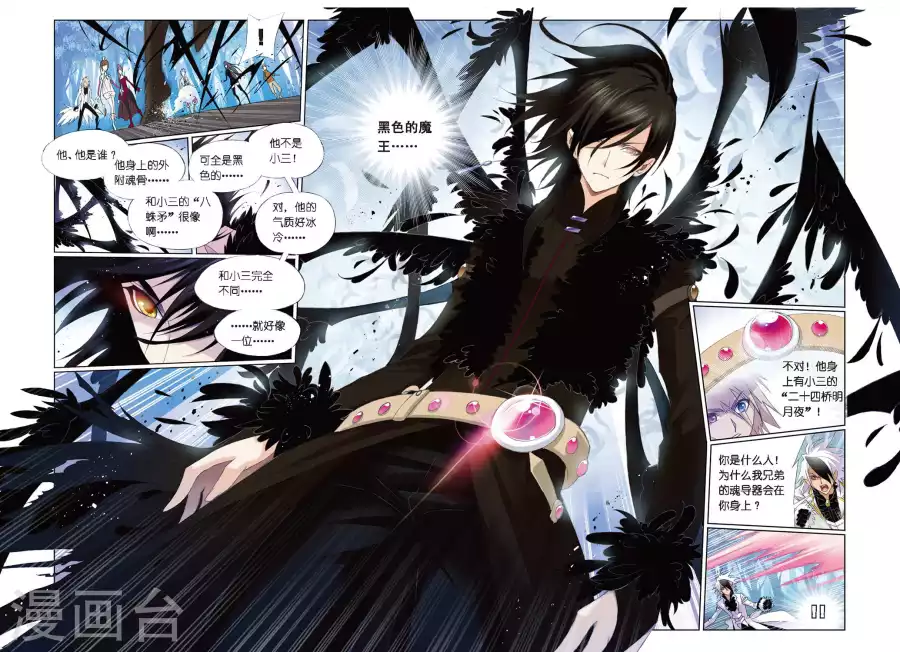 ！
他、他是谁？
他身上的外
附魂骨……
可全是黑
色的……
他不是
小三！
和小三的“八
蛛矛”很像
啊……
对，他的
气质好冰
冷……
和小三完全
不同……
……就好像
一位……
黑色的魔
王……
不对！他身
上有小三的
“二十四桥明
月夜”！
你是什么人！
为什么我兄弟
的魂导器会在
你身上？
！！
漫画台